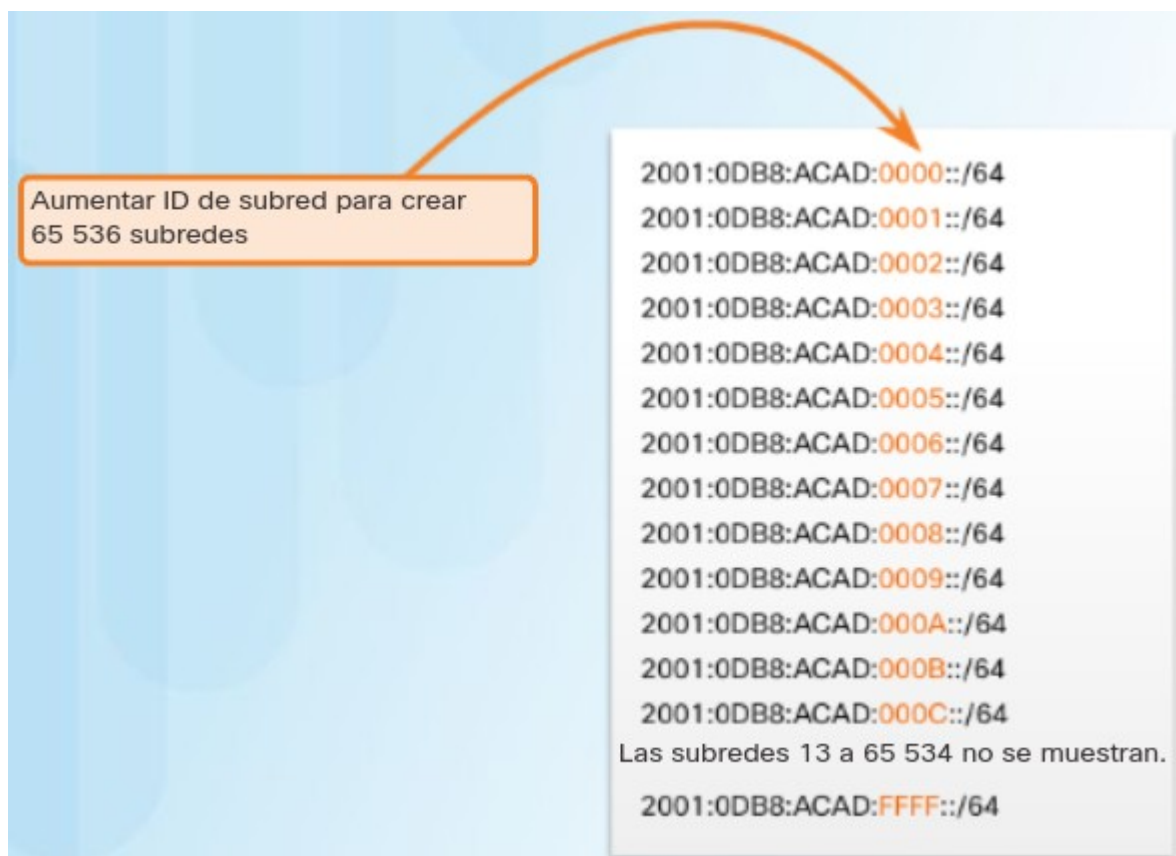 Aumentar ID de subred para crear
65 536 subredes
2001:0DB8:ACAD:0000::/64
2001:0DB8:ACAD:0001::/64
2001:0DB8:ACAD:0002::/64
2001:0DB8:ACAD:0003::/64
2001:0DB8:ACAD:0004::/64
2001:0DB8:ACAD:0005::/64
2001:0DB8:ACAD:0006::/64
2001:0DB8:ACAD:0007::/64
2001:0DB8:ACAD:0008::/64
2001:0DB8:ACAD:0009::/64
2001:0DB8:ACAD:000A::/64
2001:0DB8:ACAD:000B::/64
2001:0DB8:ACAD:000C::/64
Las subredes 13 a 65 534 no se muestran.
2001:0DB8:ACAD:FFFF::/64